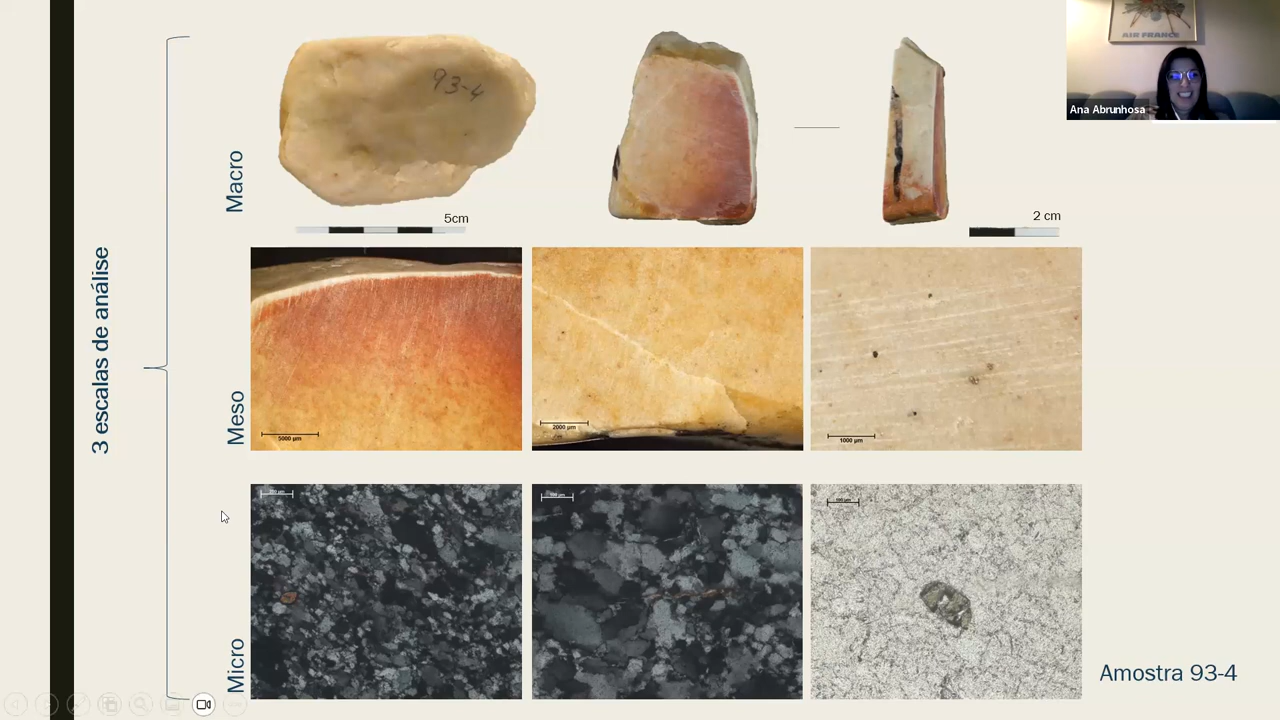 AIR FRANCE
Ana Abrunhosa
3 escalas de análise
Macro
93-4
5cm
2 cm
Meso
5000 µm
2000 µm
1000 µm
Micro
Amostra 93-4